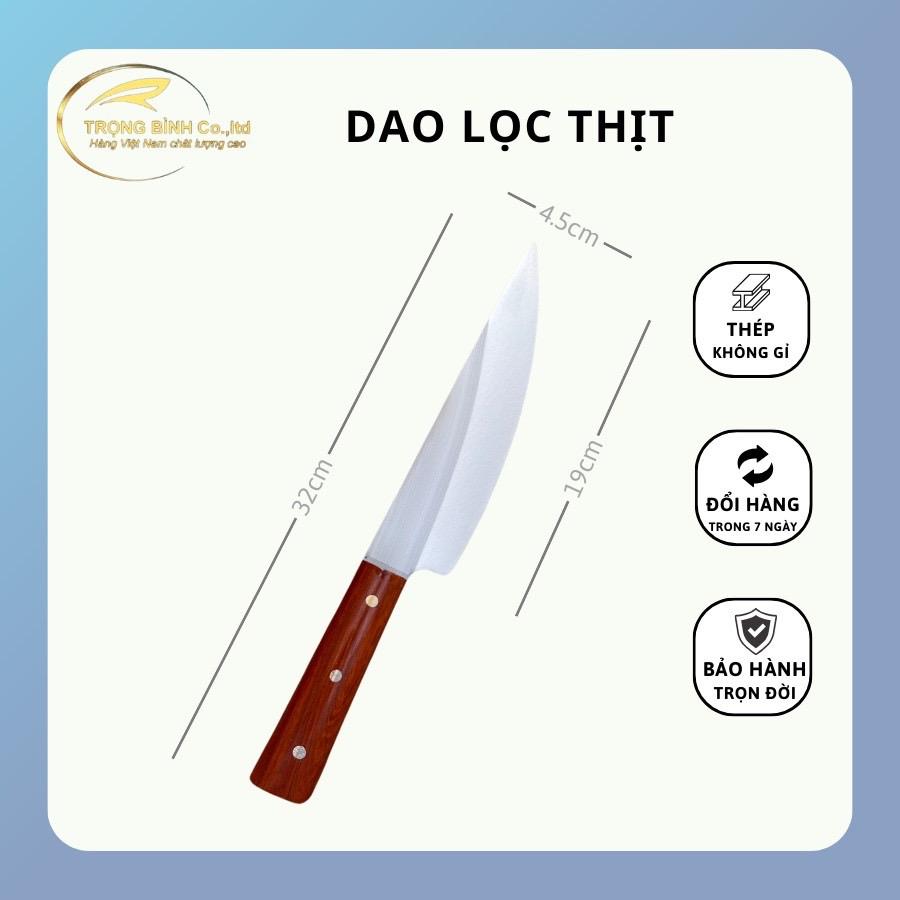 TRỌNG BÌNH Co.,ltd
Hàng Việt Nam chất lượng cao
DAO LỌC THỊT
4.5cm
32cm
19cm
THÉP
KHÔNG GỈ
ĐỔI HÀNG
TRONG 7 NGÀY
BẢO HÀNH
TRỌN ĐỜI